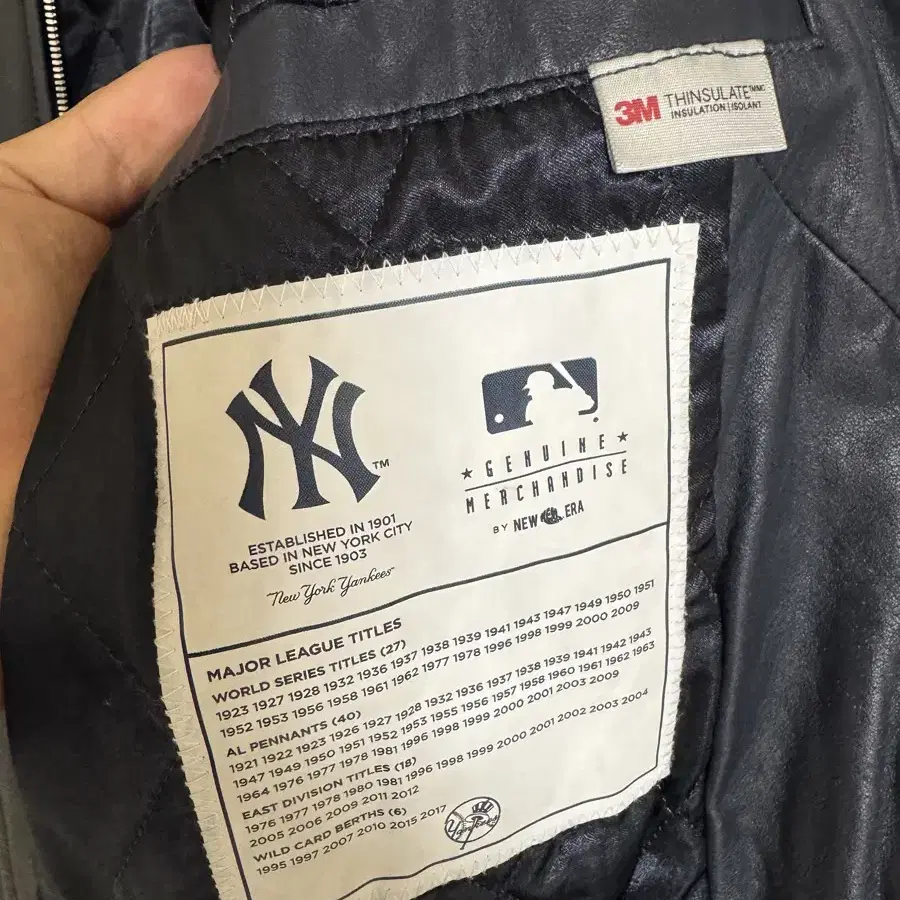 3M THINSULATE™MC
INSULATION | ISOLANT
NY™
ESTABLISHED IN 1901
BASED IN NEW YORK CITY
SINCE 1903
New York Yankees™
★ GENUINE ★
MERCHANDISE
BY NEW ERA
MAJOR LEAGUE TITLES
WORLD SERIES TITLES (27)
1923 1927 1928 1932 1936 1937 1938 1939 1941 1943 1947 1949 1950 1951
1952 1953 1956 1958 1961 1962 1977 1978 1996 1998 1999 2000 2009
AL PENNANTS (40)
1921 1922 1923 1926 1927 1928 1932 1936 1937 1938 1939 1941 1942 1943
1947 1949 1950 1951 1952 1953 1955 1956 1957 1958 1960 1961 1962 1963
1964 1976 1977 1978 1981 1996 1998 1999 2000 2001 2003 2009
EAST DIVISION TITLES (18)
1976 1977 1978 1980 1981 1996 1998 1999 2000 2001 2002 2003 2004
2005 2006 2009 2011 2012
WILD CARD BERTHS (6)
1995 1997 2007 2010 2015 2017
Yankees